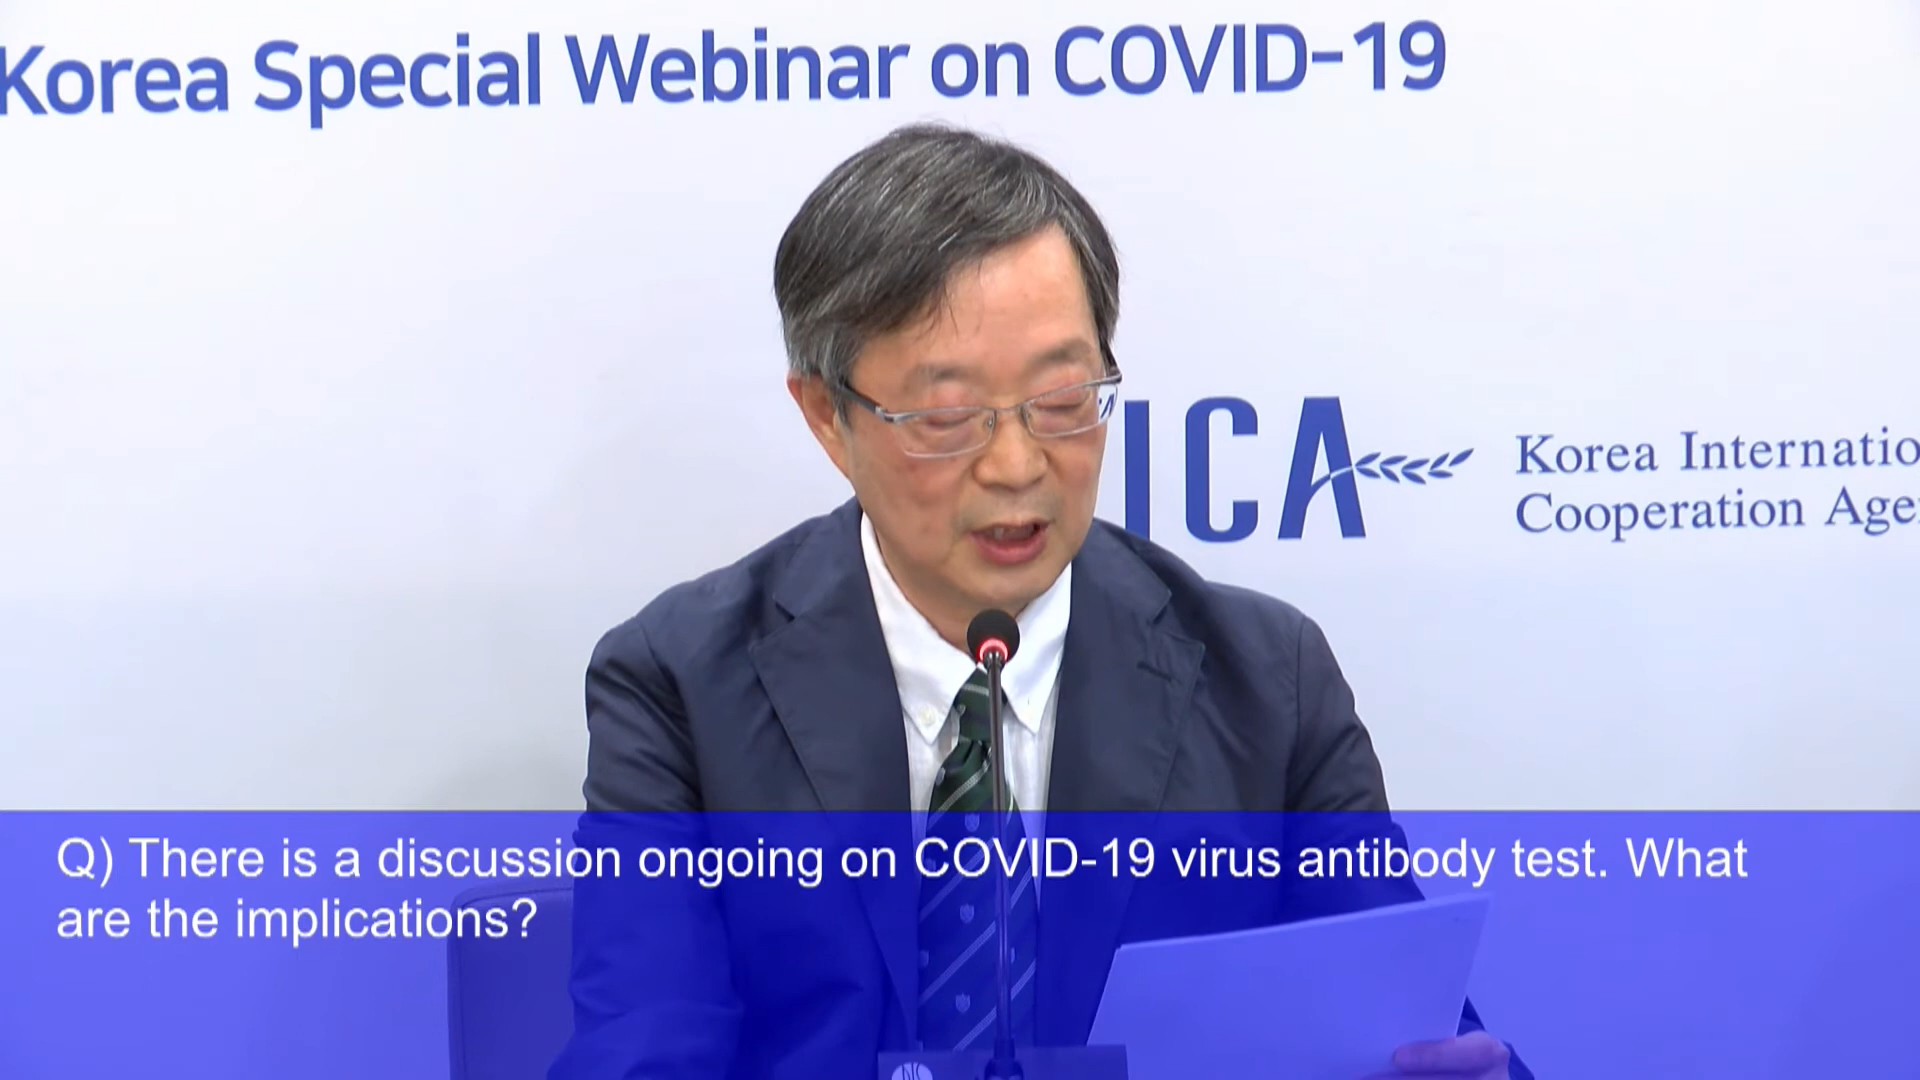 Korea Special Webinar on COVID-19
ICA
Korea Internatio
Cooperation Age
Q) There is a discussion ongoing on COVID-19 virus antibody test. What
are the implications?